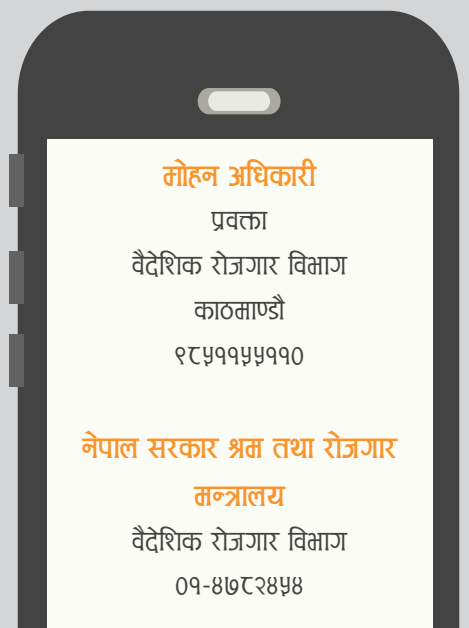 मोहन अधिकारी
प्रवक्ता
वैदेशिक रोजगार विभाग
काठमाण्डौ
९८५११५५११०
नेपाल सरकार श्रम तथा रोजगार
मन्त्रालय
वैदेशिक रोजगार विभाग
०१-४७८२४५४